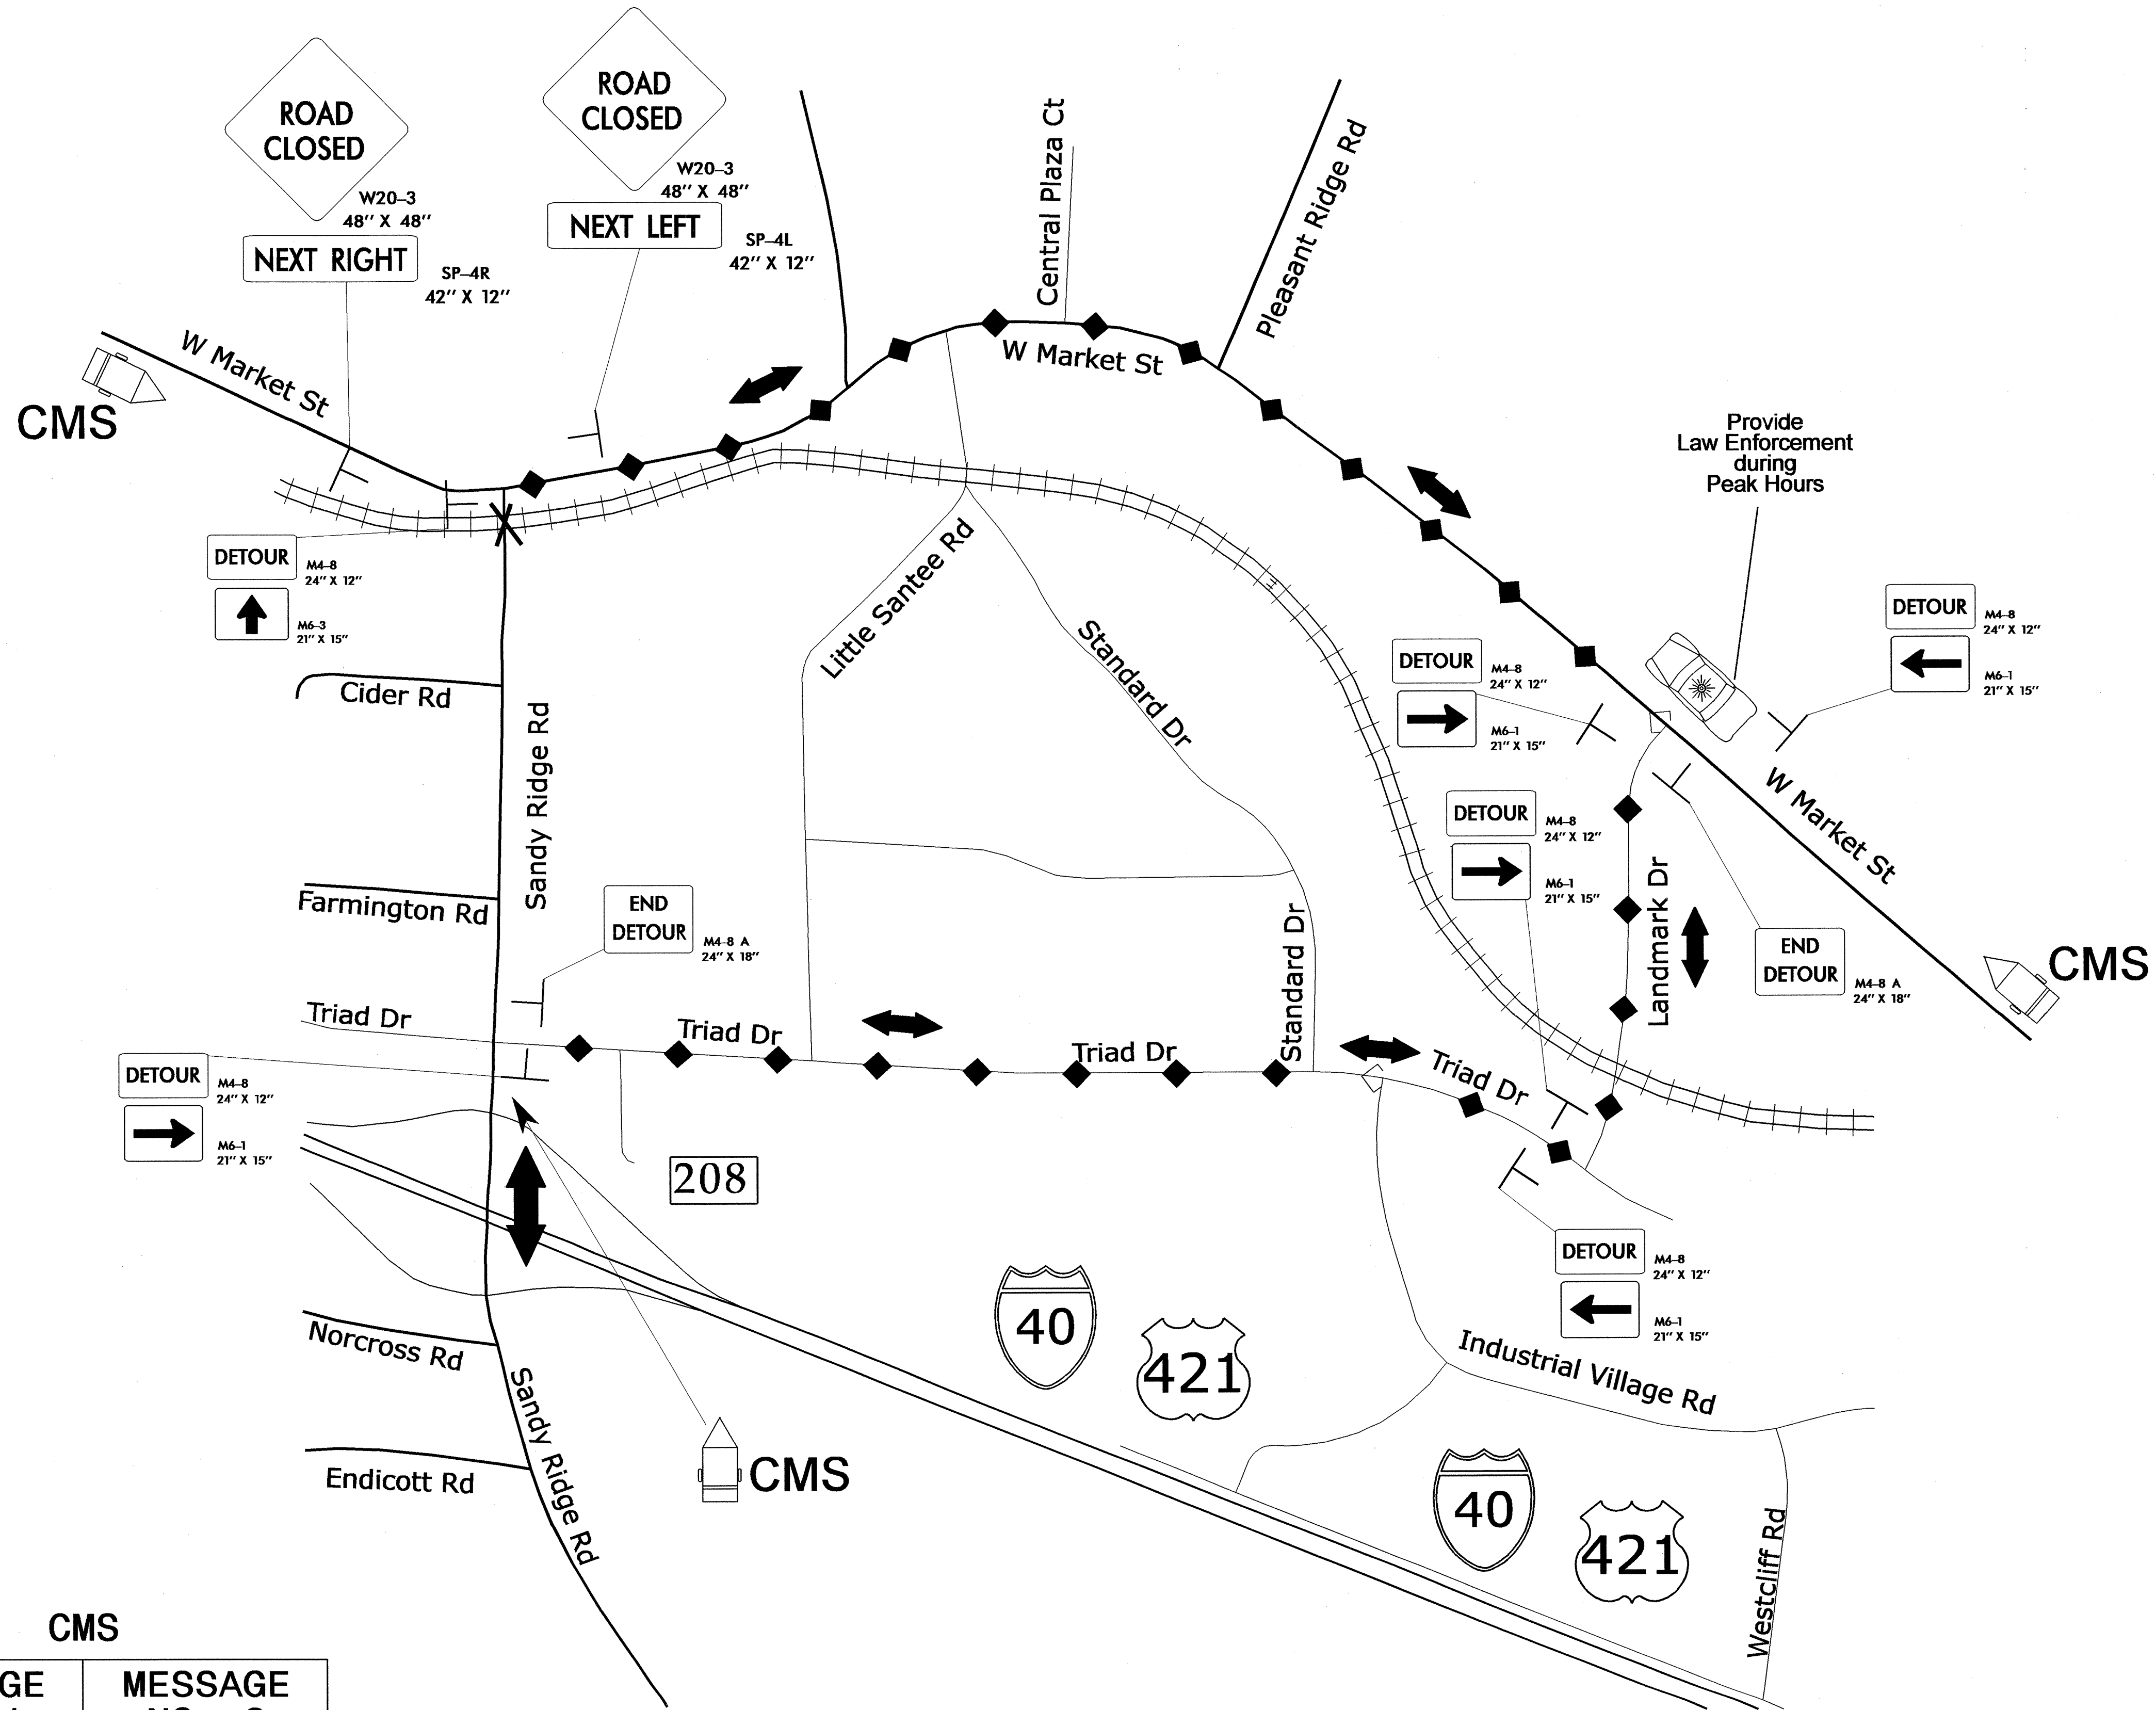 ROAD
CLOSED
W20-3
48" X 48"
NEXT RIGHT
SP-4R
42" X 12"
ROAD
CLOSED
W20-3
48" X 48"
NEXT LEFT
SP-4L
42" X 12"
Central Plaza Ct
Pleasant Ridge Rd
W Market St
CMS
W Market St
Provide
Law Enforcement
during
Peak Hours
DETOUR
M4-8
24" X 12"
M6-3
21" X 15"
Cider Rd
Sandy Ridge Rd
Little Santee Rd
Standard Dr
DETOUR
M4-8
24" X 12"
M6-1
21" X 15"
DETOUR
M4-8
24" X 12"
M6-1
21" X 15"
W Market St
DETOUR
M4-8
24" X 12"
M6-1
21" X 15"
Landmark Dr
END
DETOUR
M4-8 A
24" X 18"
CMS
Farmington Rd
END
DETOUR
M4-8 A
24" X 18"
Standard Dr
Triad Dr
Triad Dr
Triad Dr
Triad Dr
DETOUR
M4-8
24" X 12"
M6-1
21" X 15"
208
DETOUR
M4-8
24" X 12"
M6-1
21" X 15"
40
421
Norcross Rd
Sandy Ridge Rd
Endicott Rd
CMS
Industrial Village Rd
40
421
Westcliff Rd
CMS
GE
MESSAGE